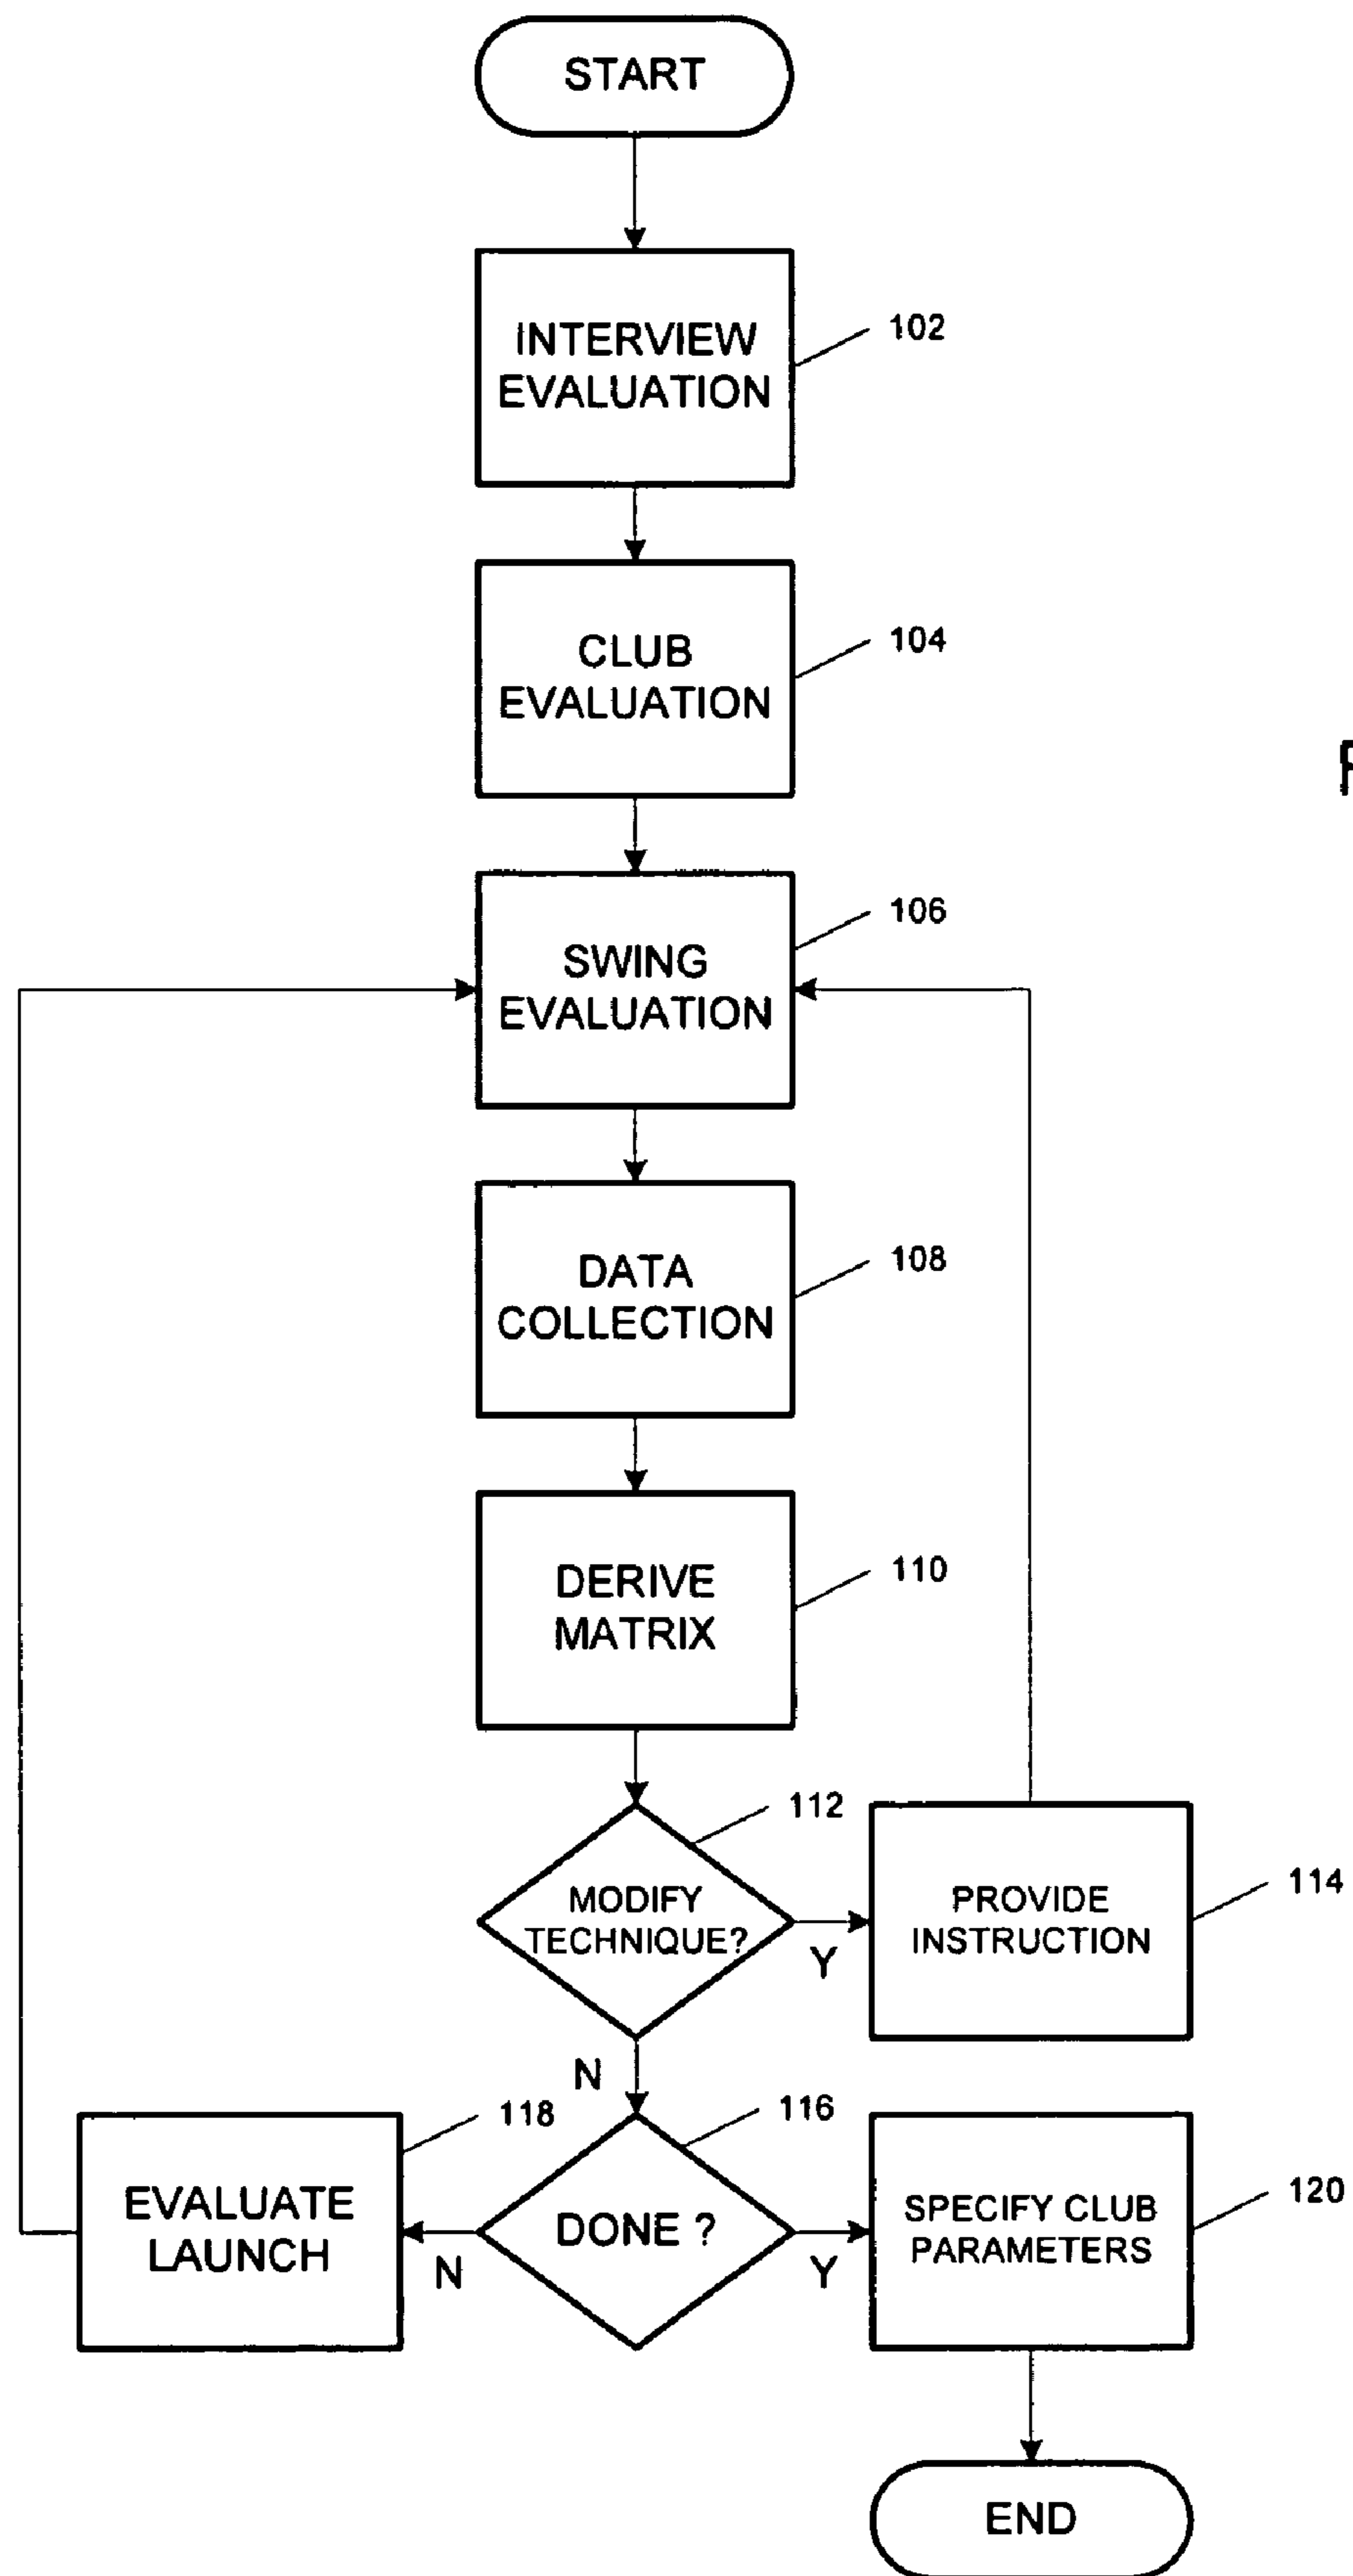 START
INTERVIEW
EVALUATION
102
CLUB
EVALUATION
104
SWING
EVALUATION
106
DATA
COLLECTION
108
DERIVE
MATRIX
110
MODIFY
TECHNIQUE?
112
Y
PROVIDE
INSTRUCTION
114
N
DONE ?
116
N
EVALUATE
LAUNCH
118
Y
SPECIFY CLUB
PARAMETERS
120
END